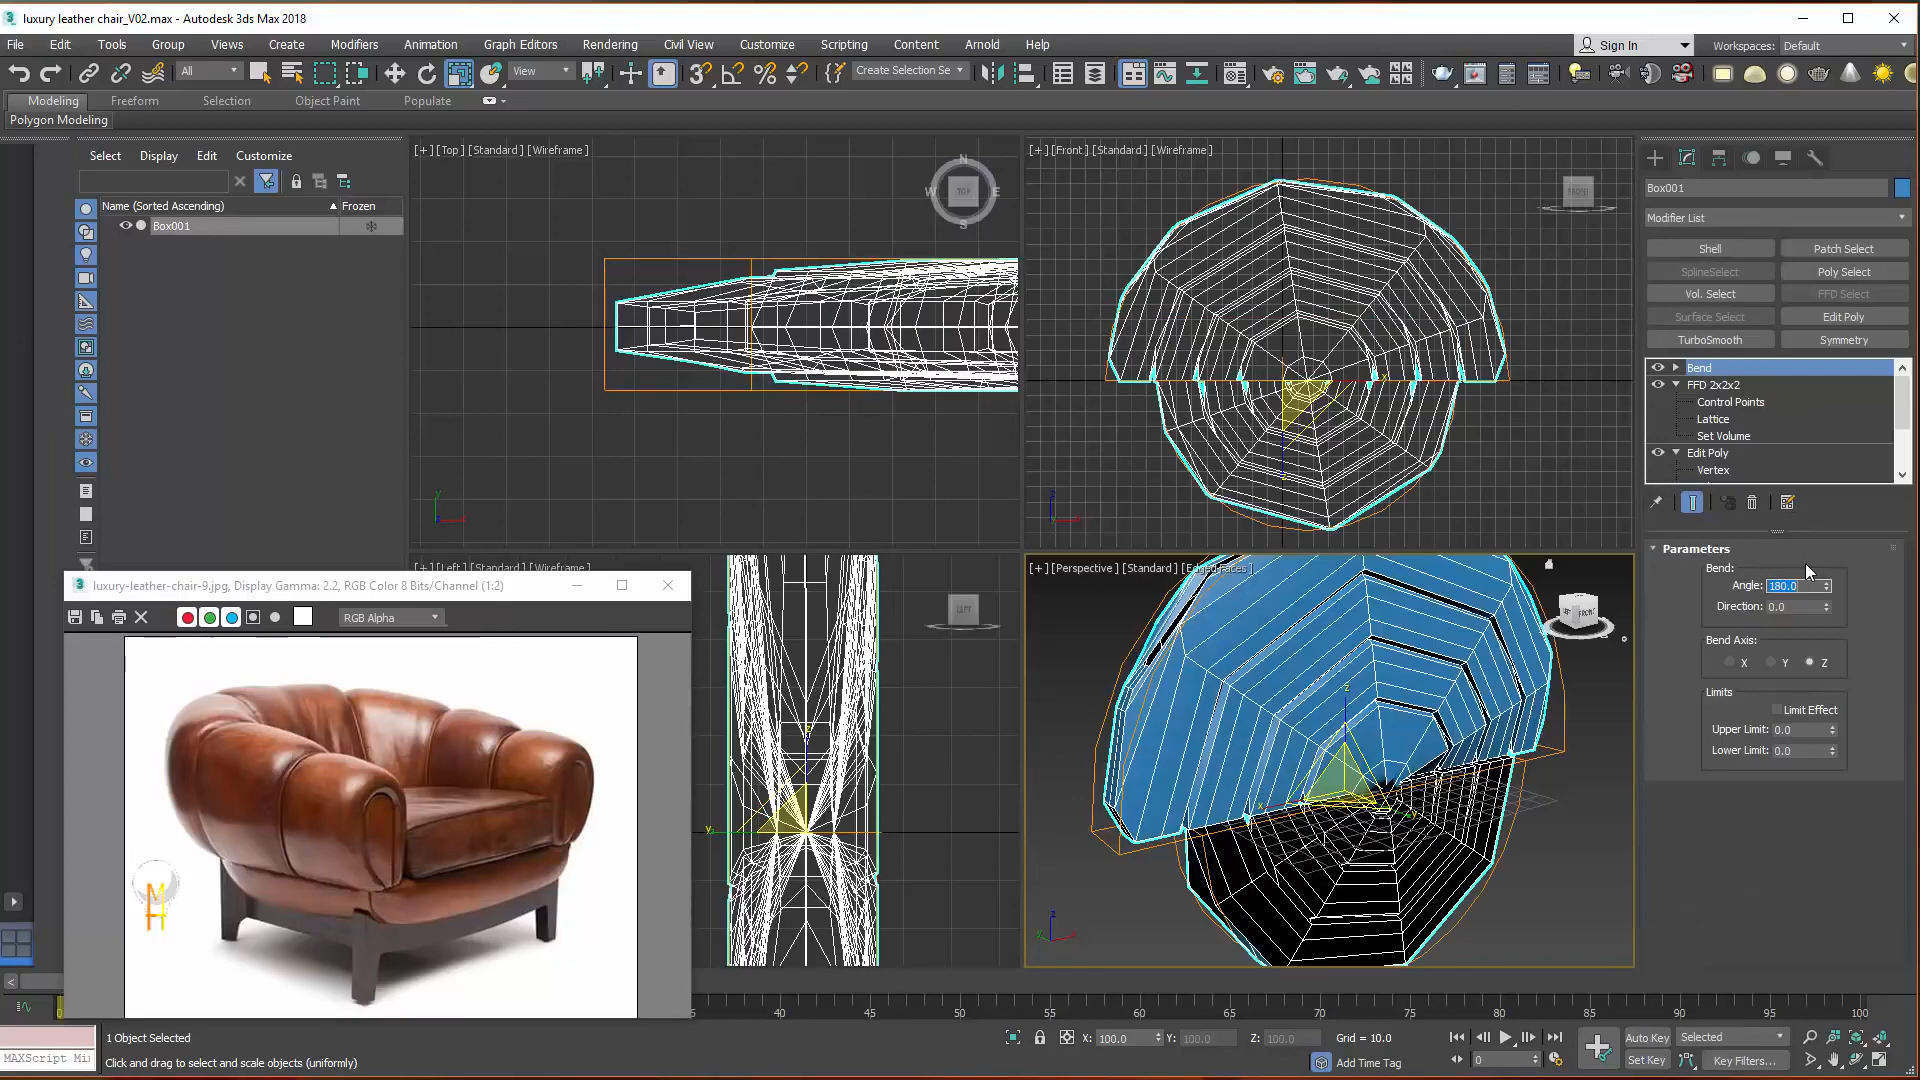 luxury leather chair_V02.max - Autodesk 3ds Max 2018
File Edit Tools Group Views Create Modifiers Animation Graph Editors Rendering Civil View Customize Scripting Content Arnold Help
Sign In Workspaces: Default
All View Create Selection Se
Modeling Freeform Selection Object Paint Populate
Polygon Modeling
Select Display Edit Customize
Name (Sorted Ascending) Frozen
Box001
[+] [Top] [Standard] [Wireframe]
N
W TOP E
S
[+] [Front] [Standard] [Wireframe]
FRONT
Box001
Modifier List
Shell Patch Select
SplineSelect Poly Select
Vol. Select FFD Select
Surface Select Edit Poly
TurboSmooth Symmetry
Bend
FFD 2x2x2
Control Points
Lattice
Set Volume
Edit Poly
Vertex
Parameters
Bend:
Angle: 180.0
Direction: 0.0
Bend Axis:
X Y Z
Limits
Limit Effect
Upper Limit: 0.0
Lower Limit: 0.0
[+] [Left] [Standard] [Wireframe]
LEFT
[+] [Perspective] [Standard] [Edged Faces]
FRONT
luxury-leather-chair-9.jpg, Display Gamma: 2.2, RGB Color 8 Bits/Channel (1:2)
RGB Alpha
40 45 50 55 60 65 70 75 80 85 90 95 100
1 Object Selected
X: 100.0 Y: 100.0 Z: 100.0 Grid = 10.0
Auto Key Selected
MAXScript Mi
Click and drag to select and scale objects (uniformly)
Add Time Tag
0
Set Key Key Filters...